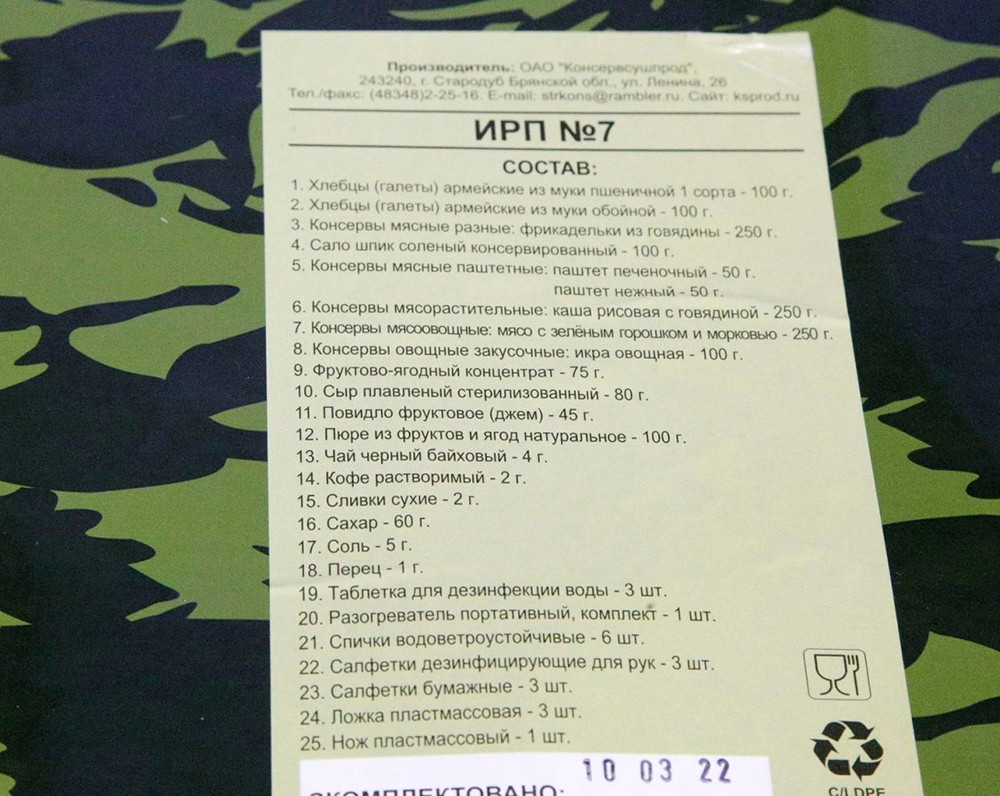 Производитель: ОАО "Консервсушпрод",
243240, г. Стародуб Брянской обл., ул. Ленина, 26
Тел./факс: (48348)2-25-16. E-mail: strkons@rambler.ru. Сайт: ksprod.ru
ИРП №7
СОСТАВ:
1. Хлебцы (галеты) армейские из муки пшеничной 1 сорта - 100 г.
2. Хлебцы (галеты) армейские из муки обойной - 100 г.
3. Консервы мясные разные: фрикадельки из говядины - 250 г.
4. Сало шпик соленый консервированный - 100 г.
5. Консервы мясные паштетные: паштет печеночный - 50 г.
паштет нежный - 50 г.
6. Консервы мясорастительные: каша рисовая с говядиной - 250 г.
7. Консервы мясоовощные: мясо с зелёным горошком и морковью - 250 г.
8. Консервы овощные закусочные: икра овощная - 100 г.
9. Фруктово-ягодный концентрат - 75 г.
10. Сыр плавленый стерилизованный - 80 г.
11. Повидло фруктовое (джем) - 45 г.
12. Пюре из фруктов и ягод натуральное - 100 г.
13. Чай черный байховый - 4 г.
14. Кофе растворимый - 2 г.
15. Сливки сухие - 2 г.
16. Сахар - 60 г.
17. Соль - 5 г.
18. Перец - 1 г.
19. Таблетка для дезинфекции воды - 3 шт.
20. Разогреватель портативный, комплект - 1 шт.
21. Спички водоветроустойчивые - 6 шт.
22. Салфетки дезинфицирующие для рук - 3 шт.
23. Салфетки бумажные - 3 шт.
24. Ложка пластмассовая - 3 шт.
25. Нож пластмассовый - 1 шт.
10 03 22
СКОМПЛЕКТОВАНО:
C/LDPE